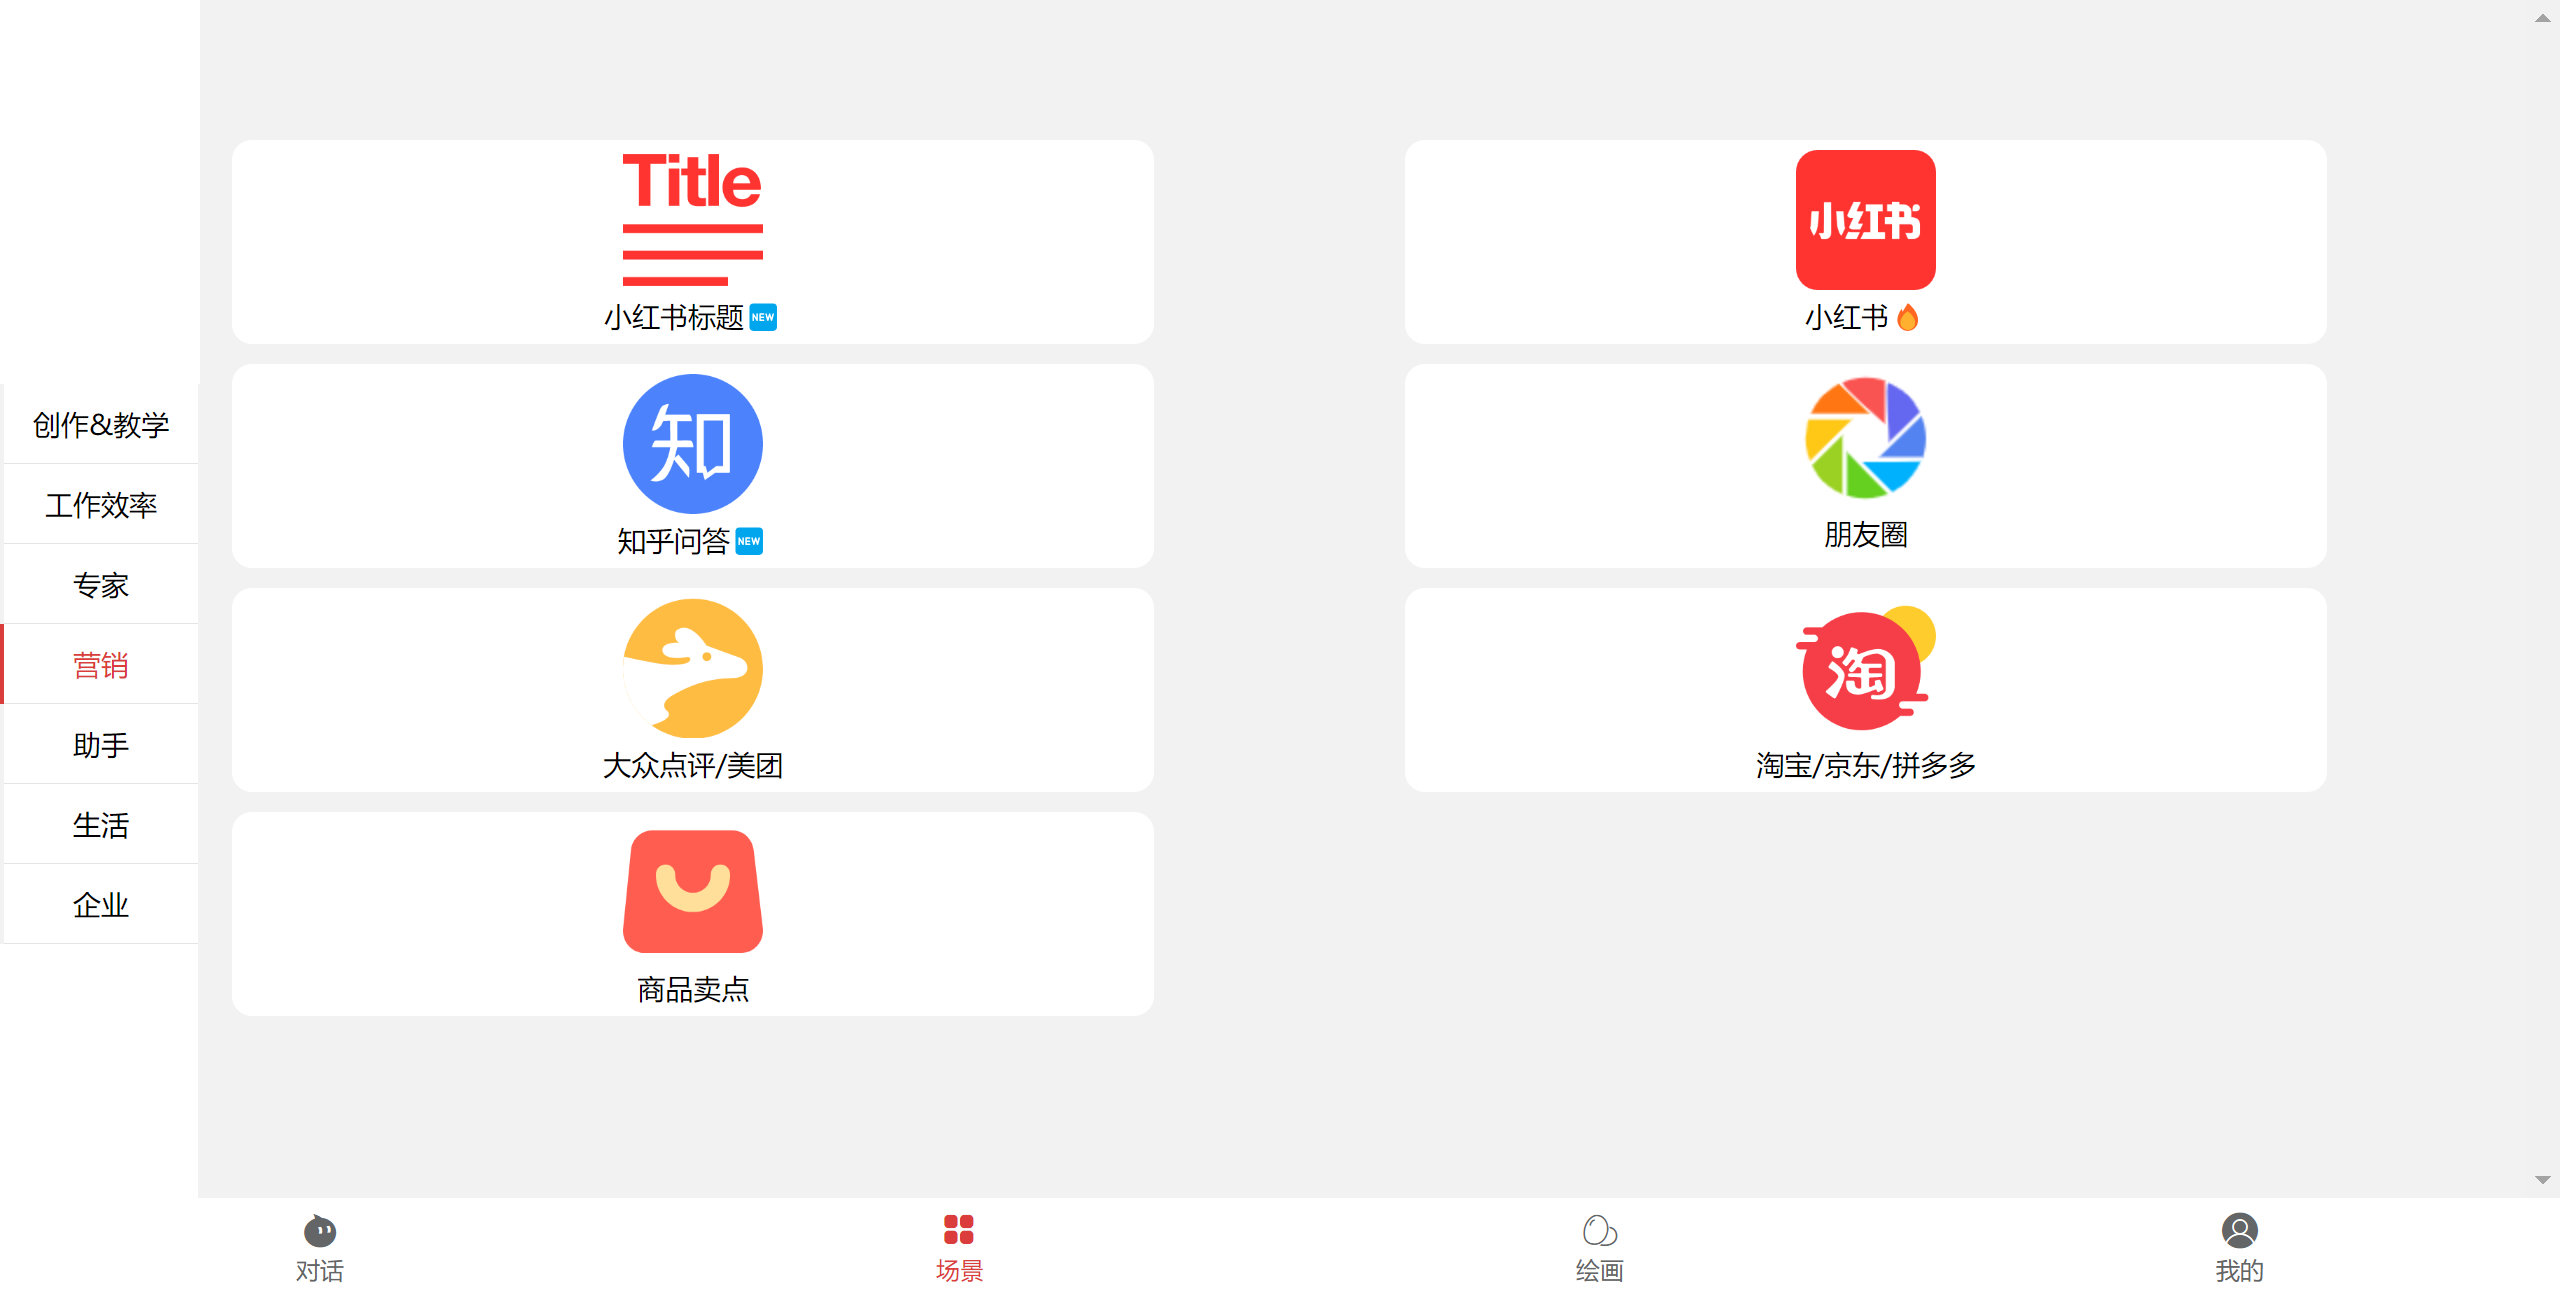 创作&教学
工作效率
专家
营销
助手
生活
企业
Title
小红书标题 NEW
小红书
小红书
知
知乎问答 NEW
朋友圈
大众点评/美团
淘
淘宝/京东/拼多多
商品卖点
对话
场景
绘画
我的